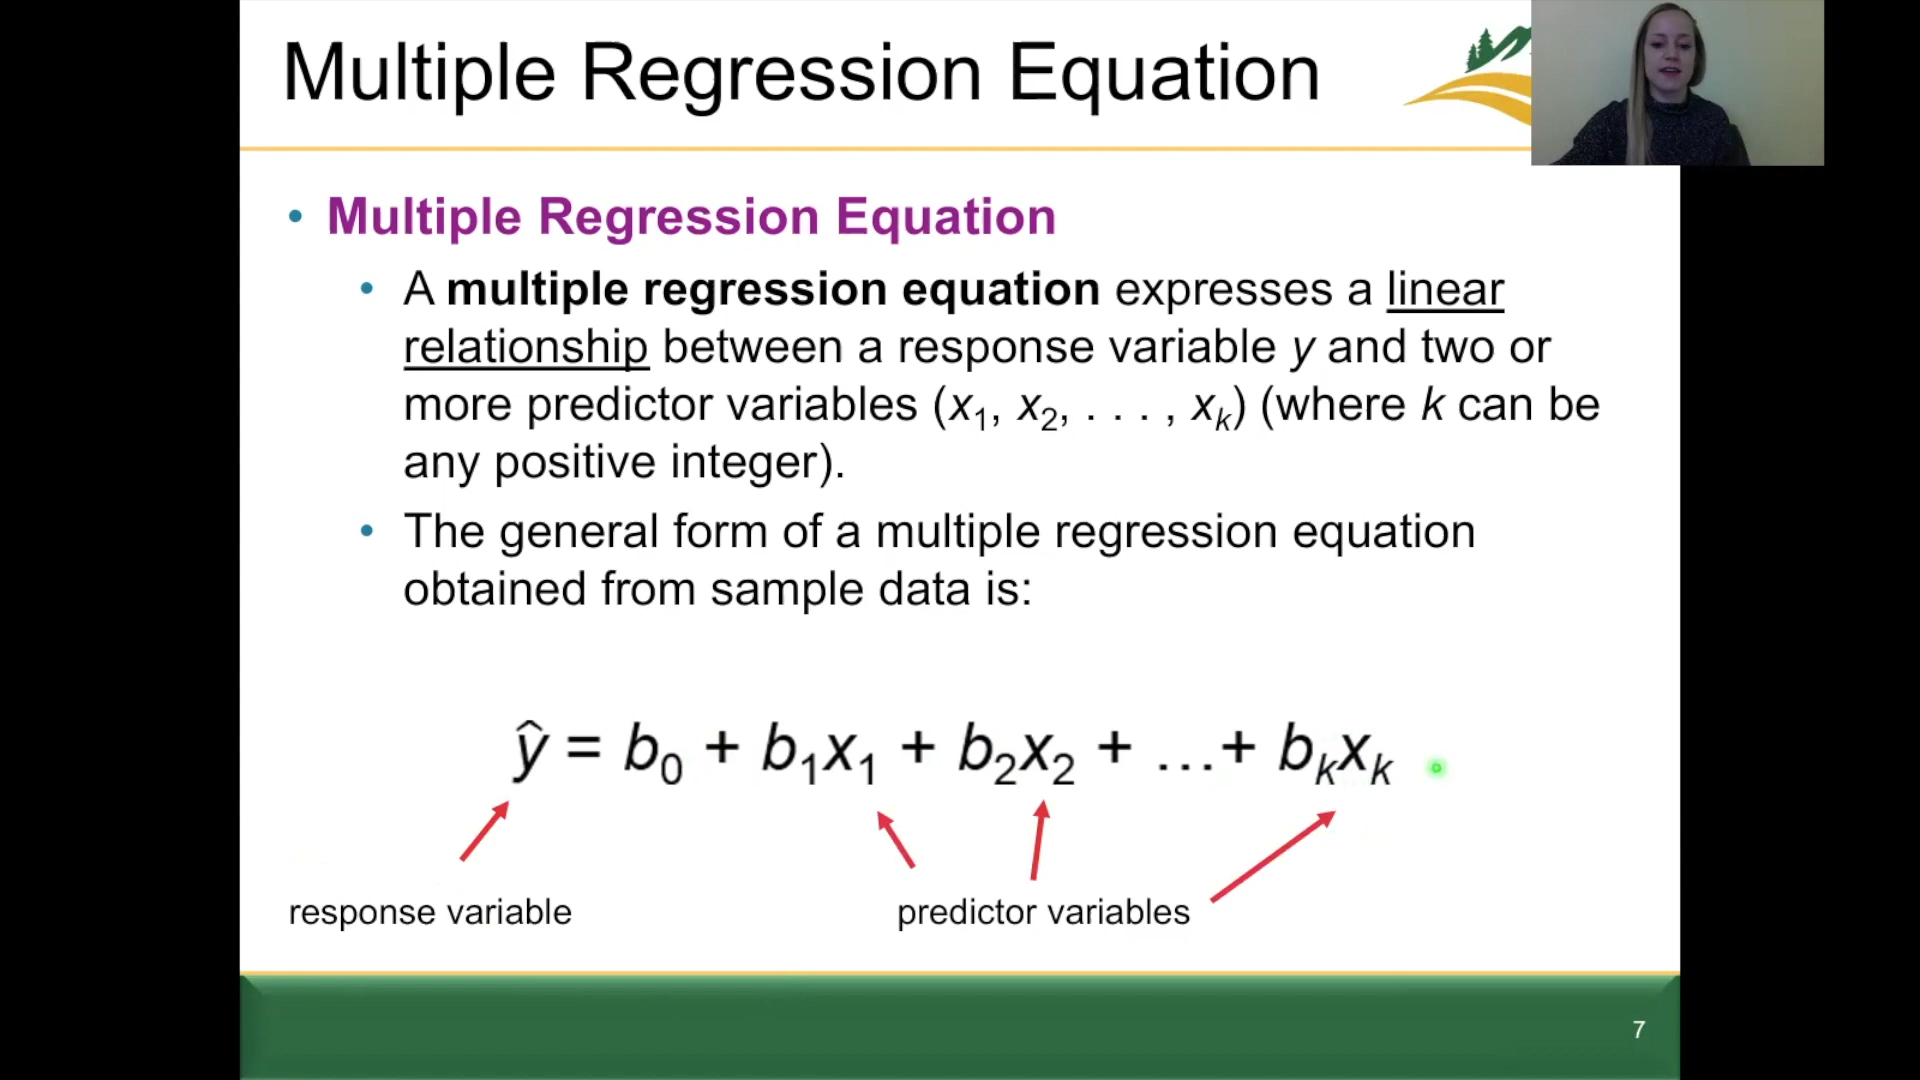 Multiple Regression Equation
• Multiple Regression Equation
• A multiple regression equation expresses a linear
relationship between a response variable y and two or
more predictor variables (x₁, x₂, . . . , xₖ) (where k can be
any positive integer).
• The general form of a multiple regression equation
obtained from sample data is:
ŷ = b₀ + b₁x₁ + b₂x₂ + …+ bₖxₖ
response variable
predictor variables
7